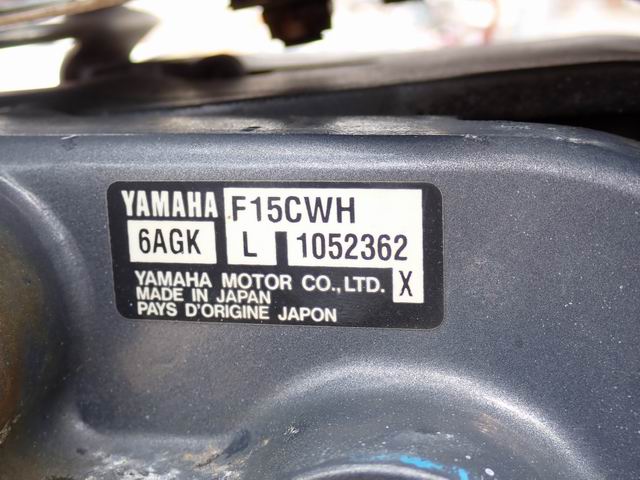 YAMAHA F15CWH
6AGK L 1052362
YAMAHA MOTOR CO.,LTD. X
MADE IN JAPAN
PAYS D'ORIGINE JAPON